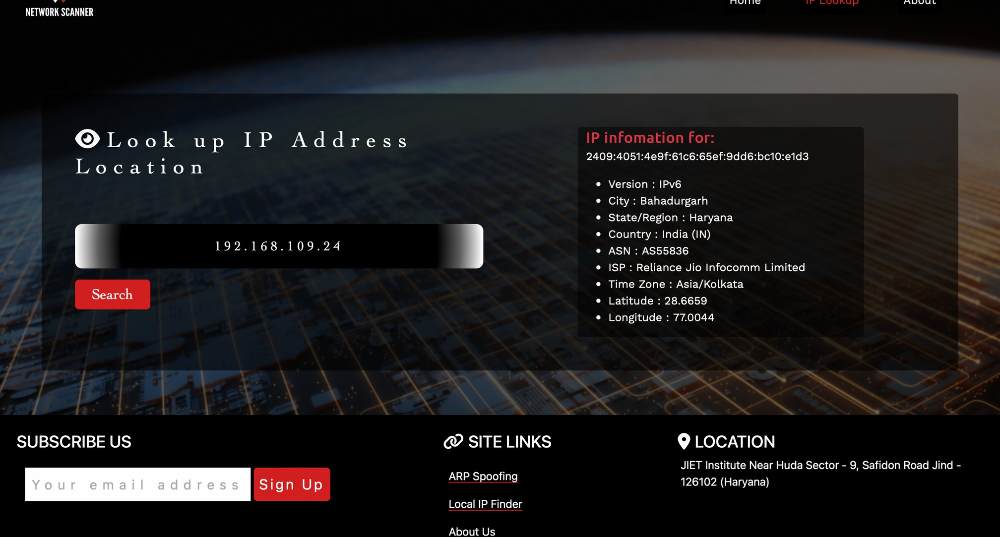 NETWORK SCANNER
Home
IP Lookup
About
Look up IP Address
Location
192.168.109.24
Search
IP infomation for:
2409:4051:4e9f:61c6:65ef:9dd6:bc10:e1d3
Version : IPv6
City : Bahadurgarh
State/Region : Haryana
Country : India (IN)
ASN : AS55836
ISP : Reliance Jio Infocomm Limited
Time Zone : Asia/Kolkata
Latitude : 28.6659
Longitude : 77.0044
SUBSCRIBE US
Your email address
Sign Up
SITE LINKS
ARP Spoofing
Local IP Finder
About Us
LOCATION
JIET Institute Near Huda Sector - 9, Safidon Road Jind -
126102 (Haryana)